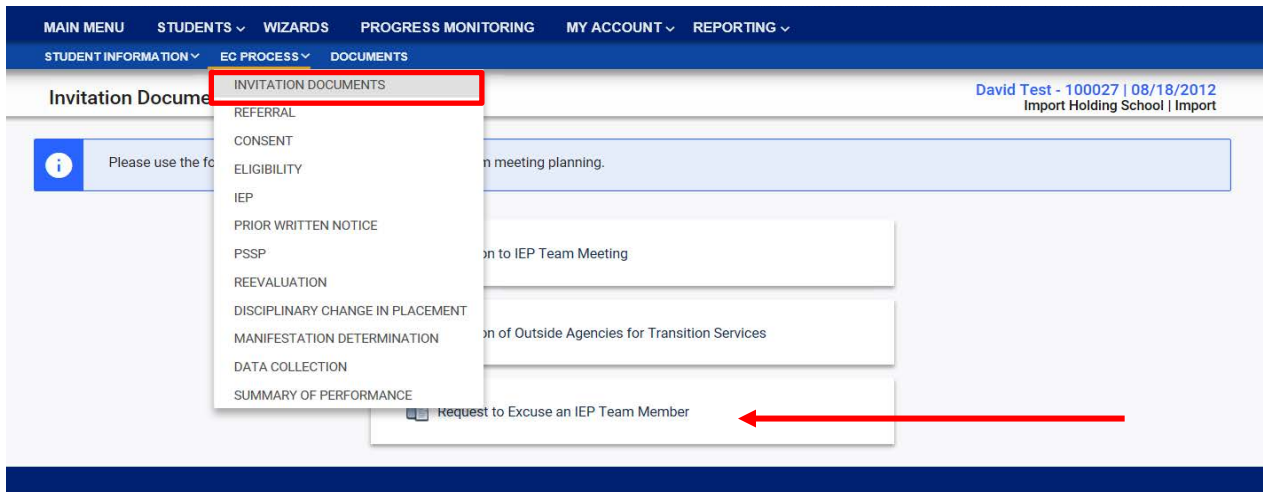 MAIN MENU STUDENTS WIZARDS PROGRESS MONITORING MY ACCOUNT REPORTING
STUDENT INFORMATION EC PROCESS DOCUMENTS
Invitation Docume
David Test - 100027 | 08/18/2012
Import Holding School | Import
INVITATION DOCUMENTS
REFERRAL
CONSENT
ELIGIBILITY
IEP
PRIOR WRITTEN NOTICE
PSSP
REEVALUATION
DISCIPLINARY CHANGE IN PLACEMENT
MANIFESTATION DETERMINATION
DATA COLLECTION
SUMMARY OF PERFORMANCE
Please use the fo
meeting planning.
on to IEP Team Meeting
on of Outside Agencies for Transition Services
Request to Excuse an IEP Team Member